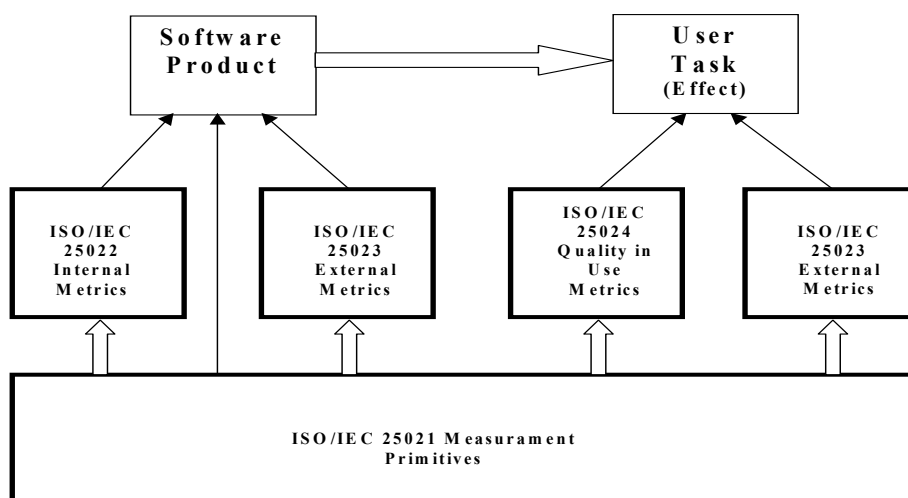 Software
Product
User
Task
(Effect)
ISO/IEC
25022
Internal
Metrics
ISO/IEC
25023
External
Metrics
ISO/IEC
25024
Quality in
Use
Metrics
ISO/IEC
25023
External
Metrics
ISO/IEC 25021 Measurament
Primitives